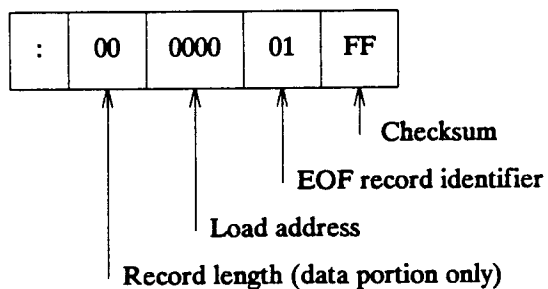 : 00 0000 01 FF
Checksum
EOF record identifier
Load address
Record length (data portion only)